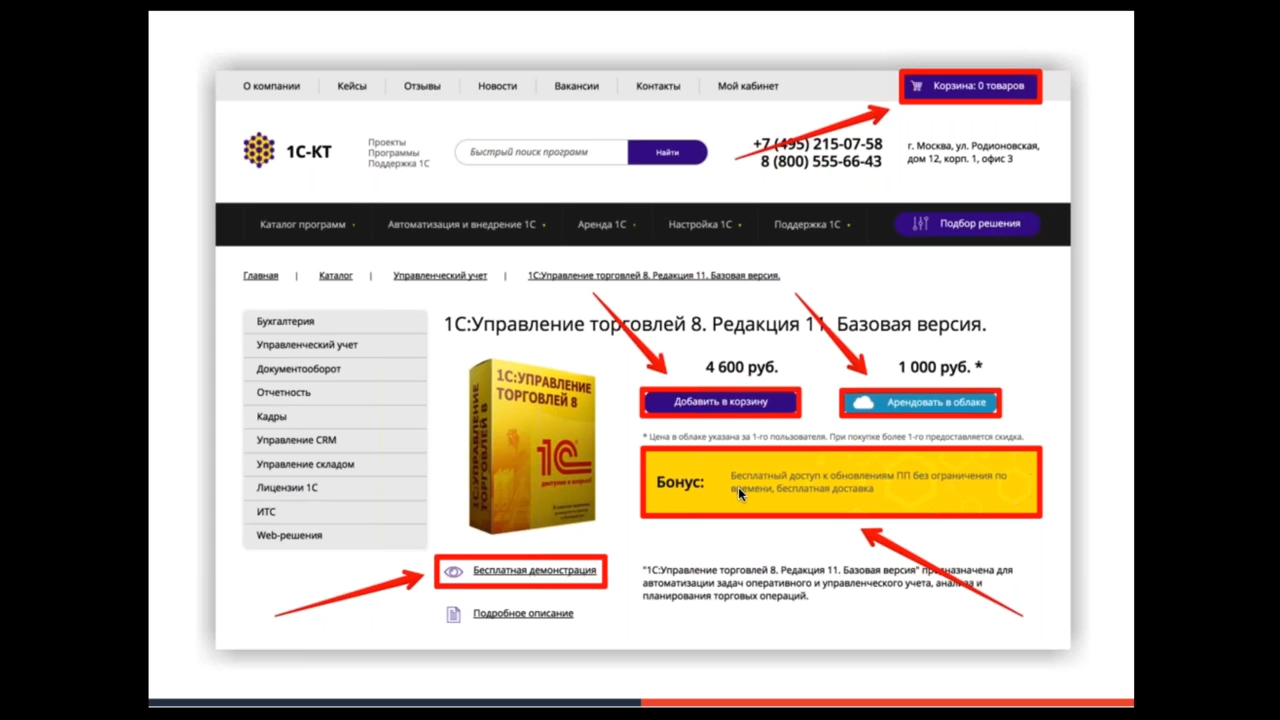 О компании
Кейсы
Отзывы
Новости
Вакансии
Контакты
Мой кабинет
Корзина: 0 товаров
1С-КТ
Проекты
Программы
Поддержка 1С
Быстрый поиск программ
Найти
+7 (495) 215-07-58
8 (800) 555-66-43
г. Москва, ул. Родионовская,
дом 12, корп. 1, офис 3
Каталог программ
Автоматизация и внедрение 1С
Аренда 1С
Настройка 1С
Поддержка 1С
Подбор решения
Главная | Каталог | Управленческий учет | 1С:Управление торговлей 8. Редакция 11. Базовая версия.
Бухгалтерия
Управленческий учет
Документооборот
Отчетность
Кадры
Управление CRM
Управление складом
Лицензии 1С
ИТС
Web-решения
1С:Управление торговлей 8. Редакция 11. Базовая версия.
1С:УПРАВЛЕНИЕ
ТОРГОВЛЕЙ 8
1С:УПРАВЛЕНИЕ
ТОРГОВЛЕЙ 8
1С
Бесплатная демонстрация
Подробное описание
4 600 руб.
Добавить в корзину
1 000 руб. *
Арендовать в облаке
* Цена в облаке указана за 1-го пользователя. При покупке более 1-го предоставляется скидка.
Бонус:
Бесплатный доступ к обновлениям ПП без ограничения по
времени, бесплатная доставка
"1С:Управление торговлей 8. Редакция 11. Базовая версия" предназначена для
автоматизации задач оперативного и управленческого учета, анализа и
планирования торговых операций.